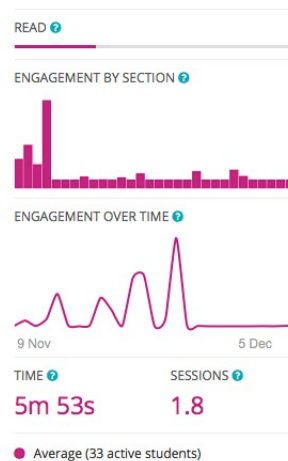 READ ?
ENGAGEMENT BY SECTION ?
ENGAGEMENT OVER TIME ?
9 Nov 5 Dec
TIME ? SESSIONS ?
5m 53s 1.8
Average (33 active students)